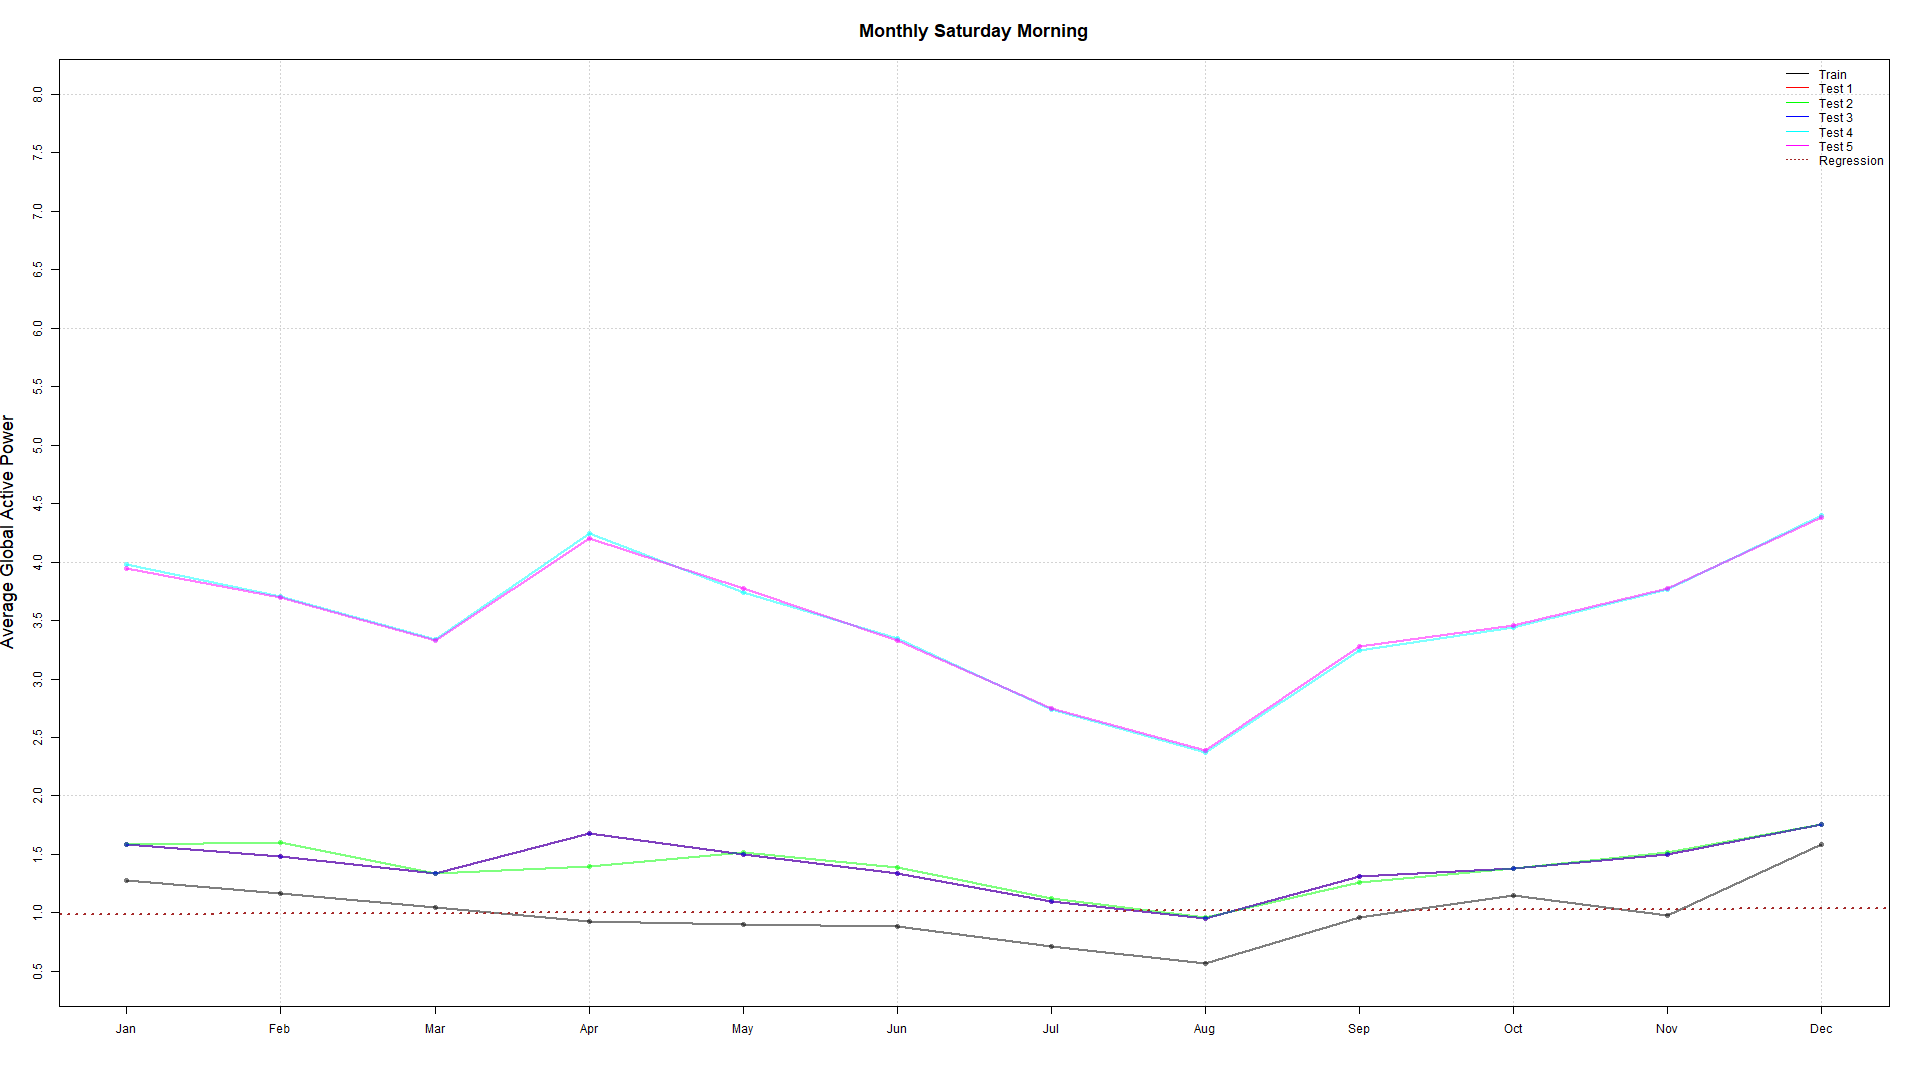 Monthly Saturday Morning
Train
Test 1
Test 2
Test 3
Test 4
Test 5
Regression
Average Global Active Power
8.0
7.5
7.0
6.5
6.0
5.5
5.0
4.5
4.0
3.5
3.0
2.5
2.0
1.5
1.0
0.5
Jan Feb Mar Apr May Jun Jul Aug Sep Oct Nov Dec